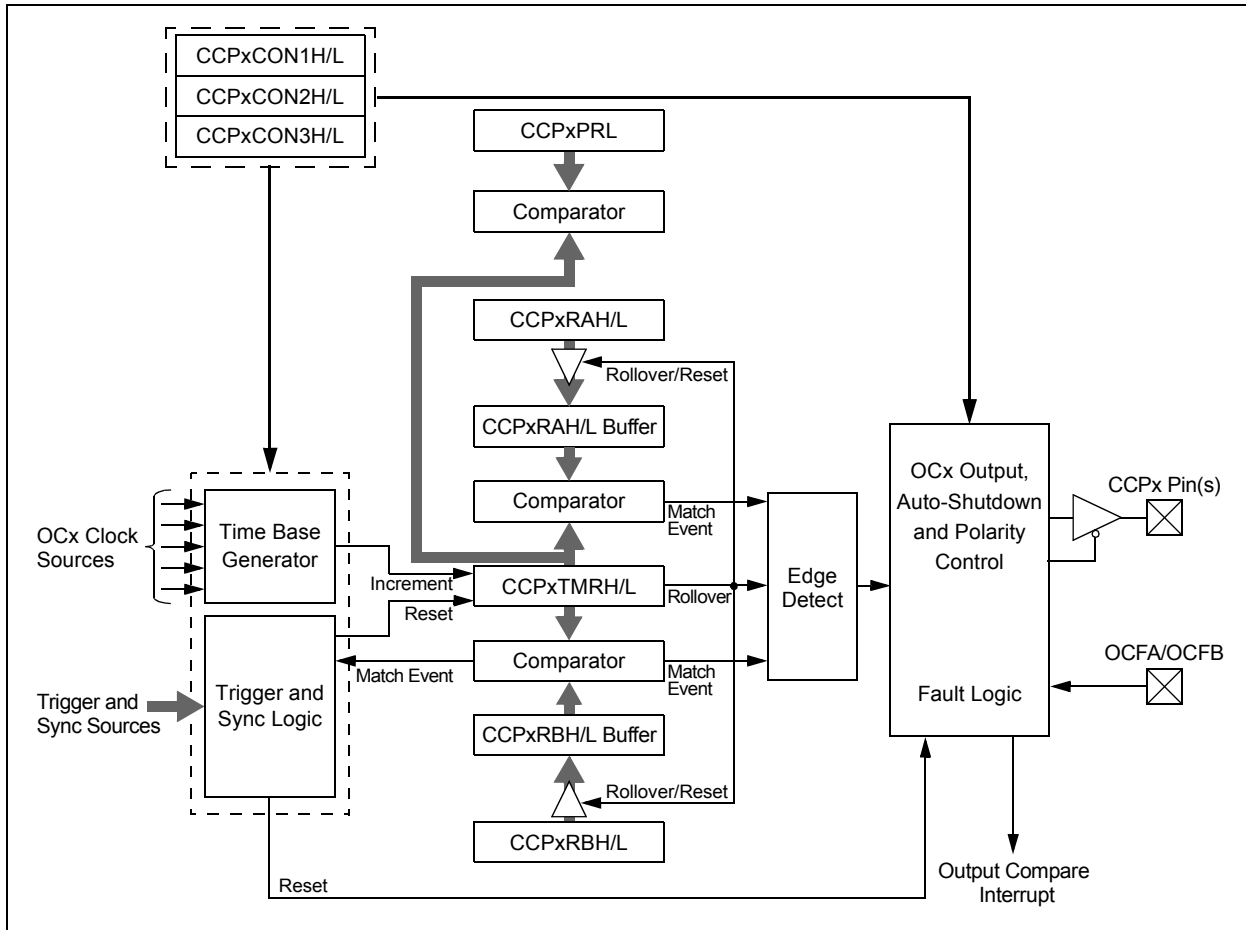 CCPxCON1H/L
CCPxCON2H/L
CCPxCON3H/L
CCPxPRL
Comparator
CCPxRAH/L
Rollover/Reset
CCPxRAH/L Buffer
Comparator
Match
Event
OCx Clock
Sources
Time Base
Generator
Increment
Reset
CCPxTMRH/L
Rollover
Edge
Detect
OCx Output,
Auto-Shutdown
and Polarity
Control
CCPx Pin(s)
Fault Logic
OCFA/OCFB
Trigger and
Sync Sources
Trigger and
Sync Logic
Match Event
Comparator
Match
Event
CCPxRBH/L Buffer
Rollover/Reset
CCPxRBH/L
Reset
Output Compare
Interrupt